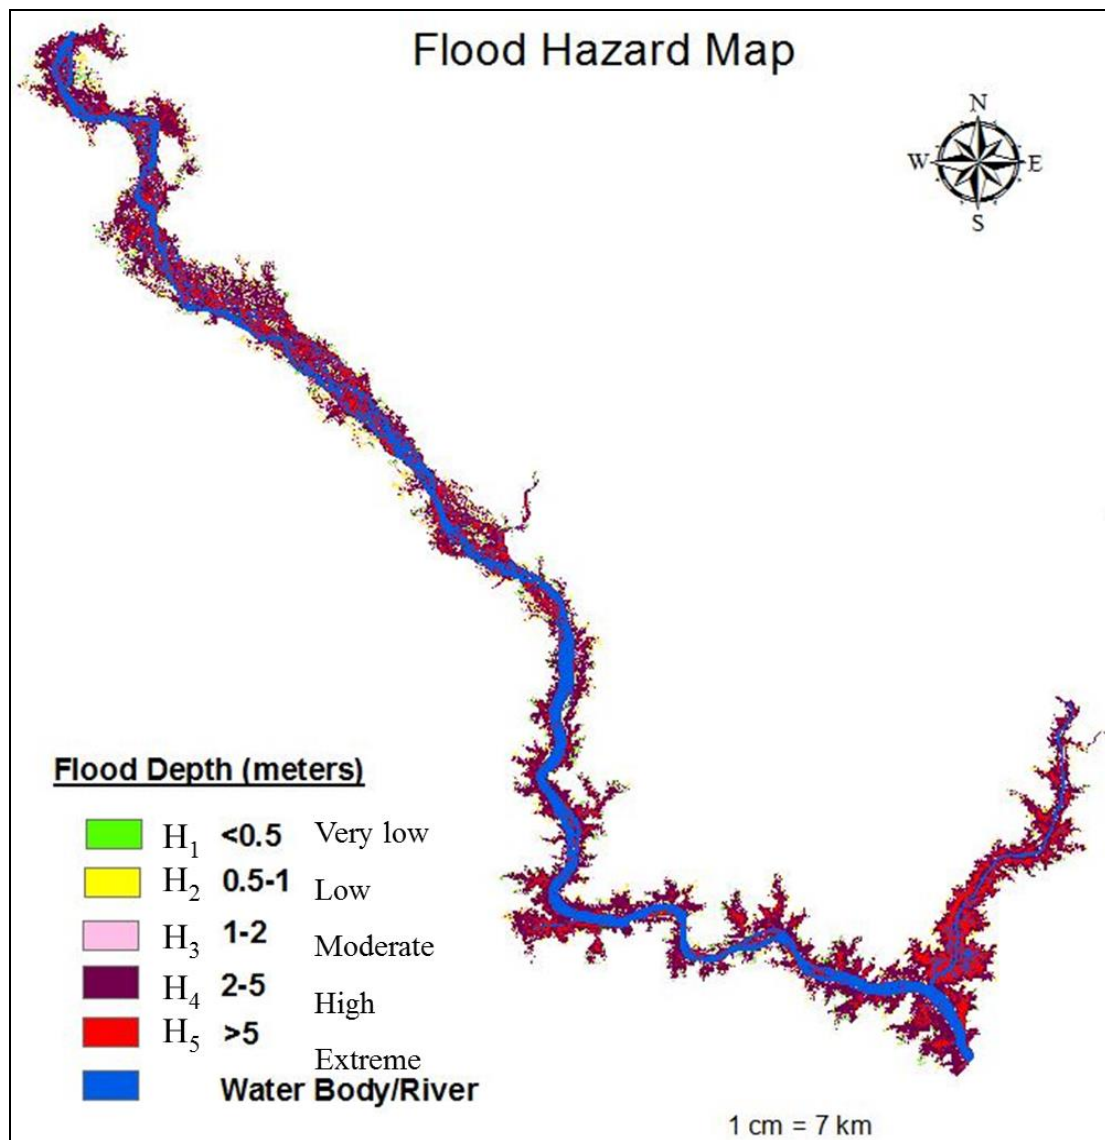 Flood Hazard Map
N
W E
S
Flood Depth (meters)
H₁ <0.5 Very low
H₂ 0.5-1 Low
H₃ 1-2 Moderate
H₄ 2-5 High
H₅ >5 Extreme
Water Body/River
1 cm = 7 km